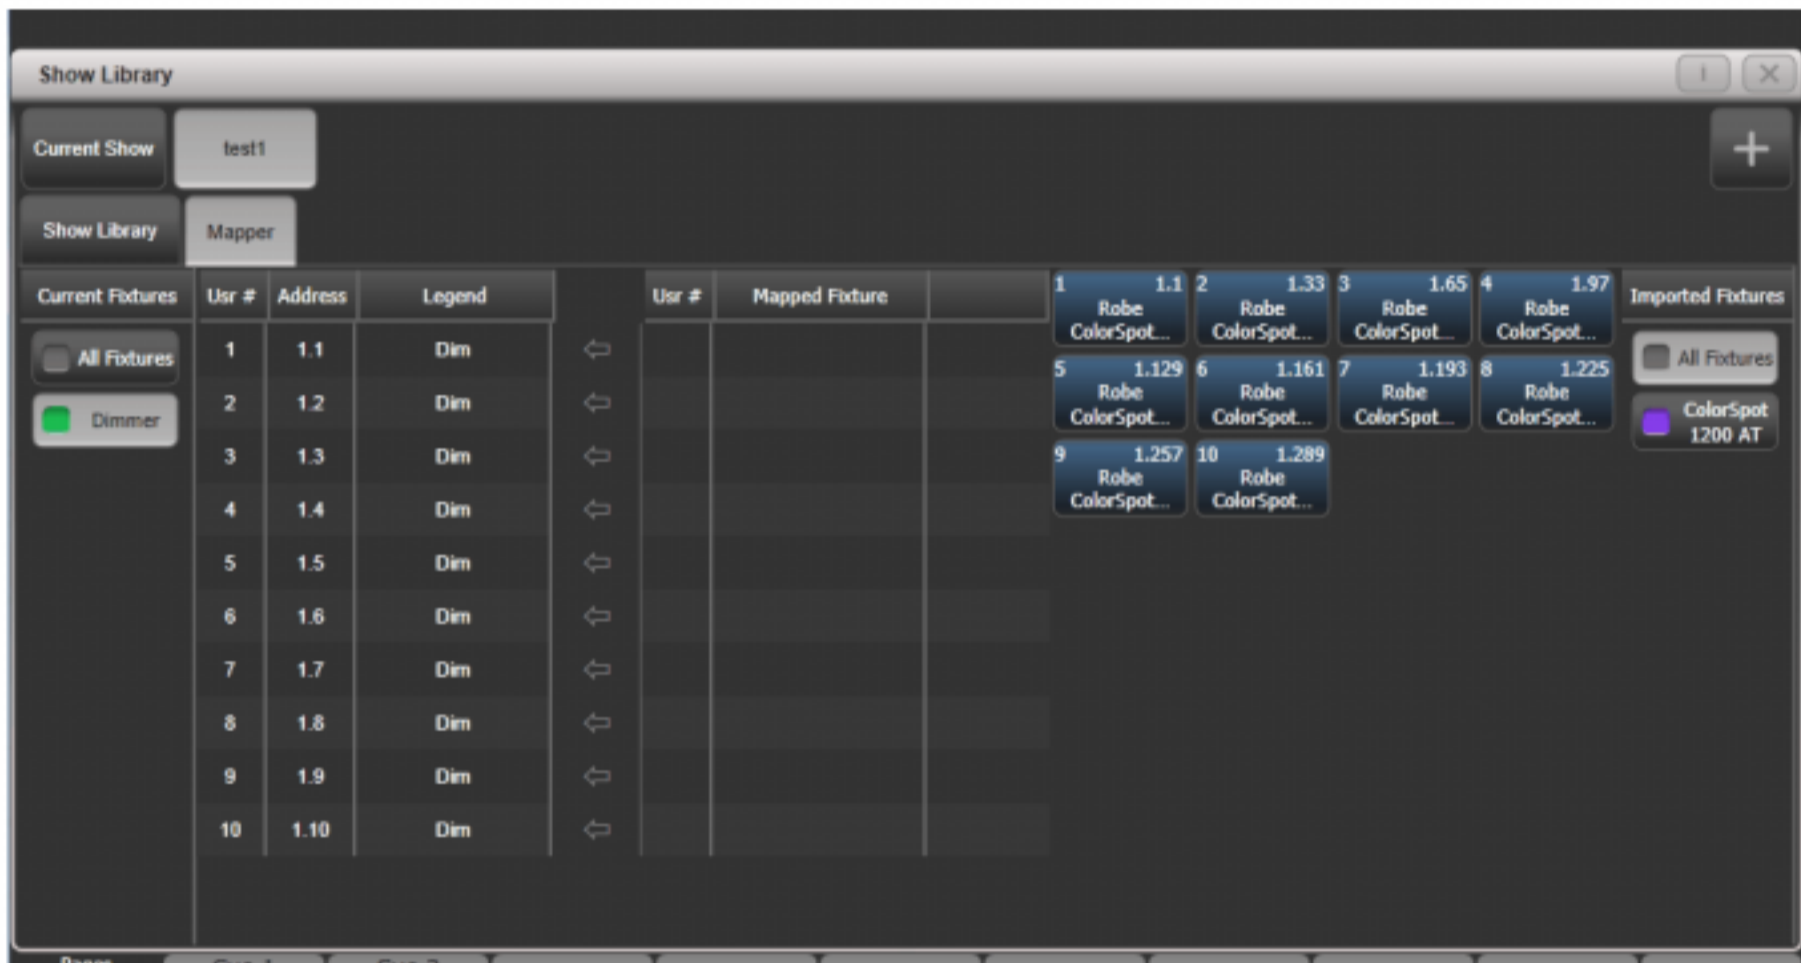 Show Library
Current Show test1
Show Library Mapper
Current Fixtures Usr # Address Legend Usr # Mapped Fixture Imported Fixtures
All Fixtures
Dimmer
1 1.1 Dim
2 1.2 Dim
3 1.3 Dim
4 1.4 Dim
5 1.5 Dim
6 1.6 Dim
7 1.7 Dim
8 1.8 Dim
9 1.9 Dim
10 1.10 Dim
1 1.1 2 1.33 3 1.65 4 1.97
Robe Robe Robe Robe
ColorSpot... ColorSpot... ColorSpot... ColorSpot...
5 1.129 6 1.161 7 1.193 8 1.225
Robe Robe Robe Robe
ColorSpot... ColorSpot... ColorSpot... ColorSpot...
9 1.257 10 1.289
Robe Robe
ColorSpot... ColorSpot...
All Fixtures
ColorSpot
1200 AT